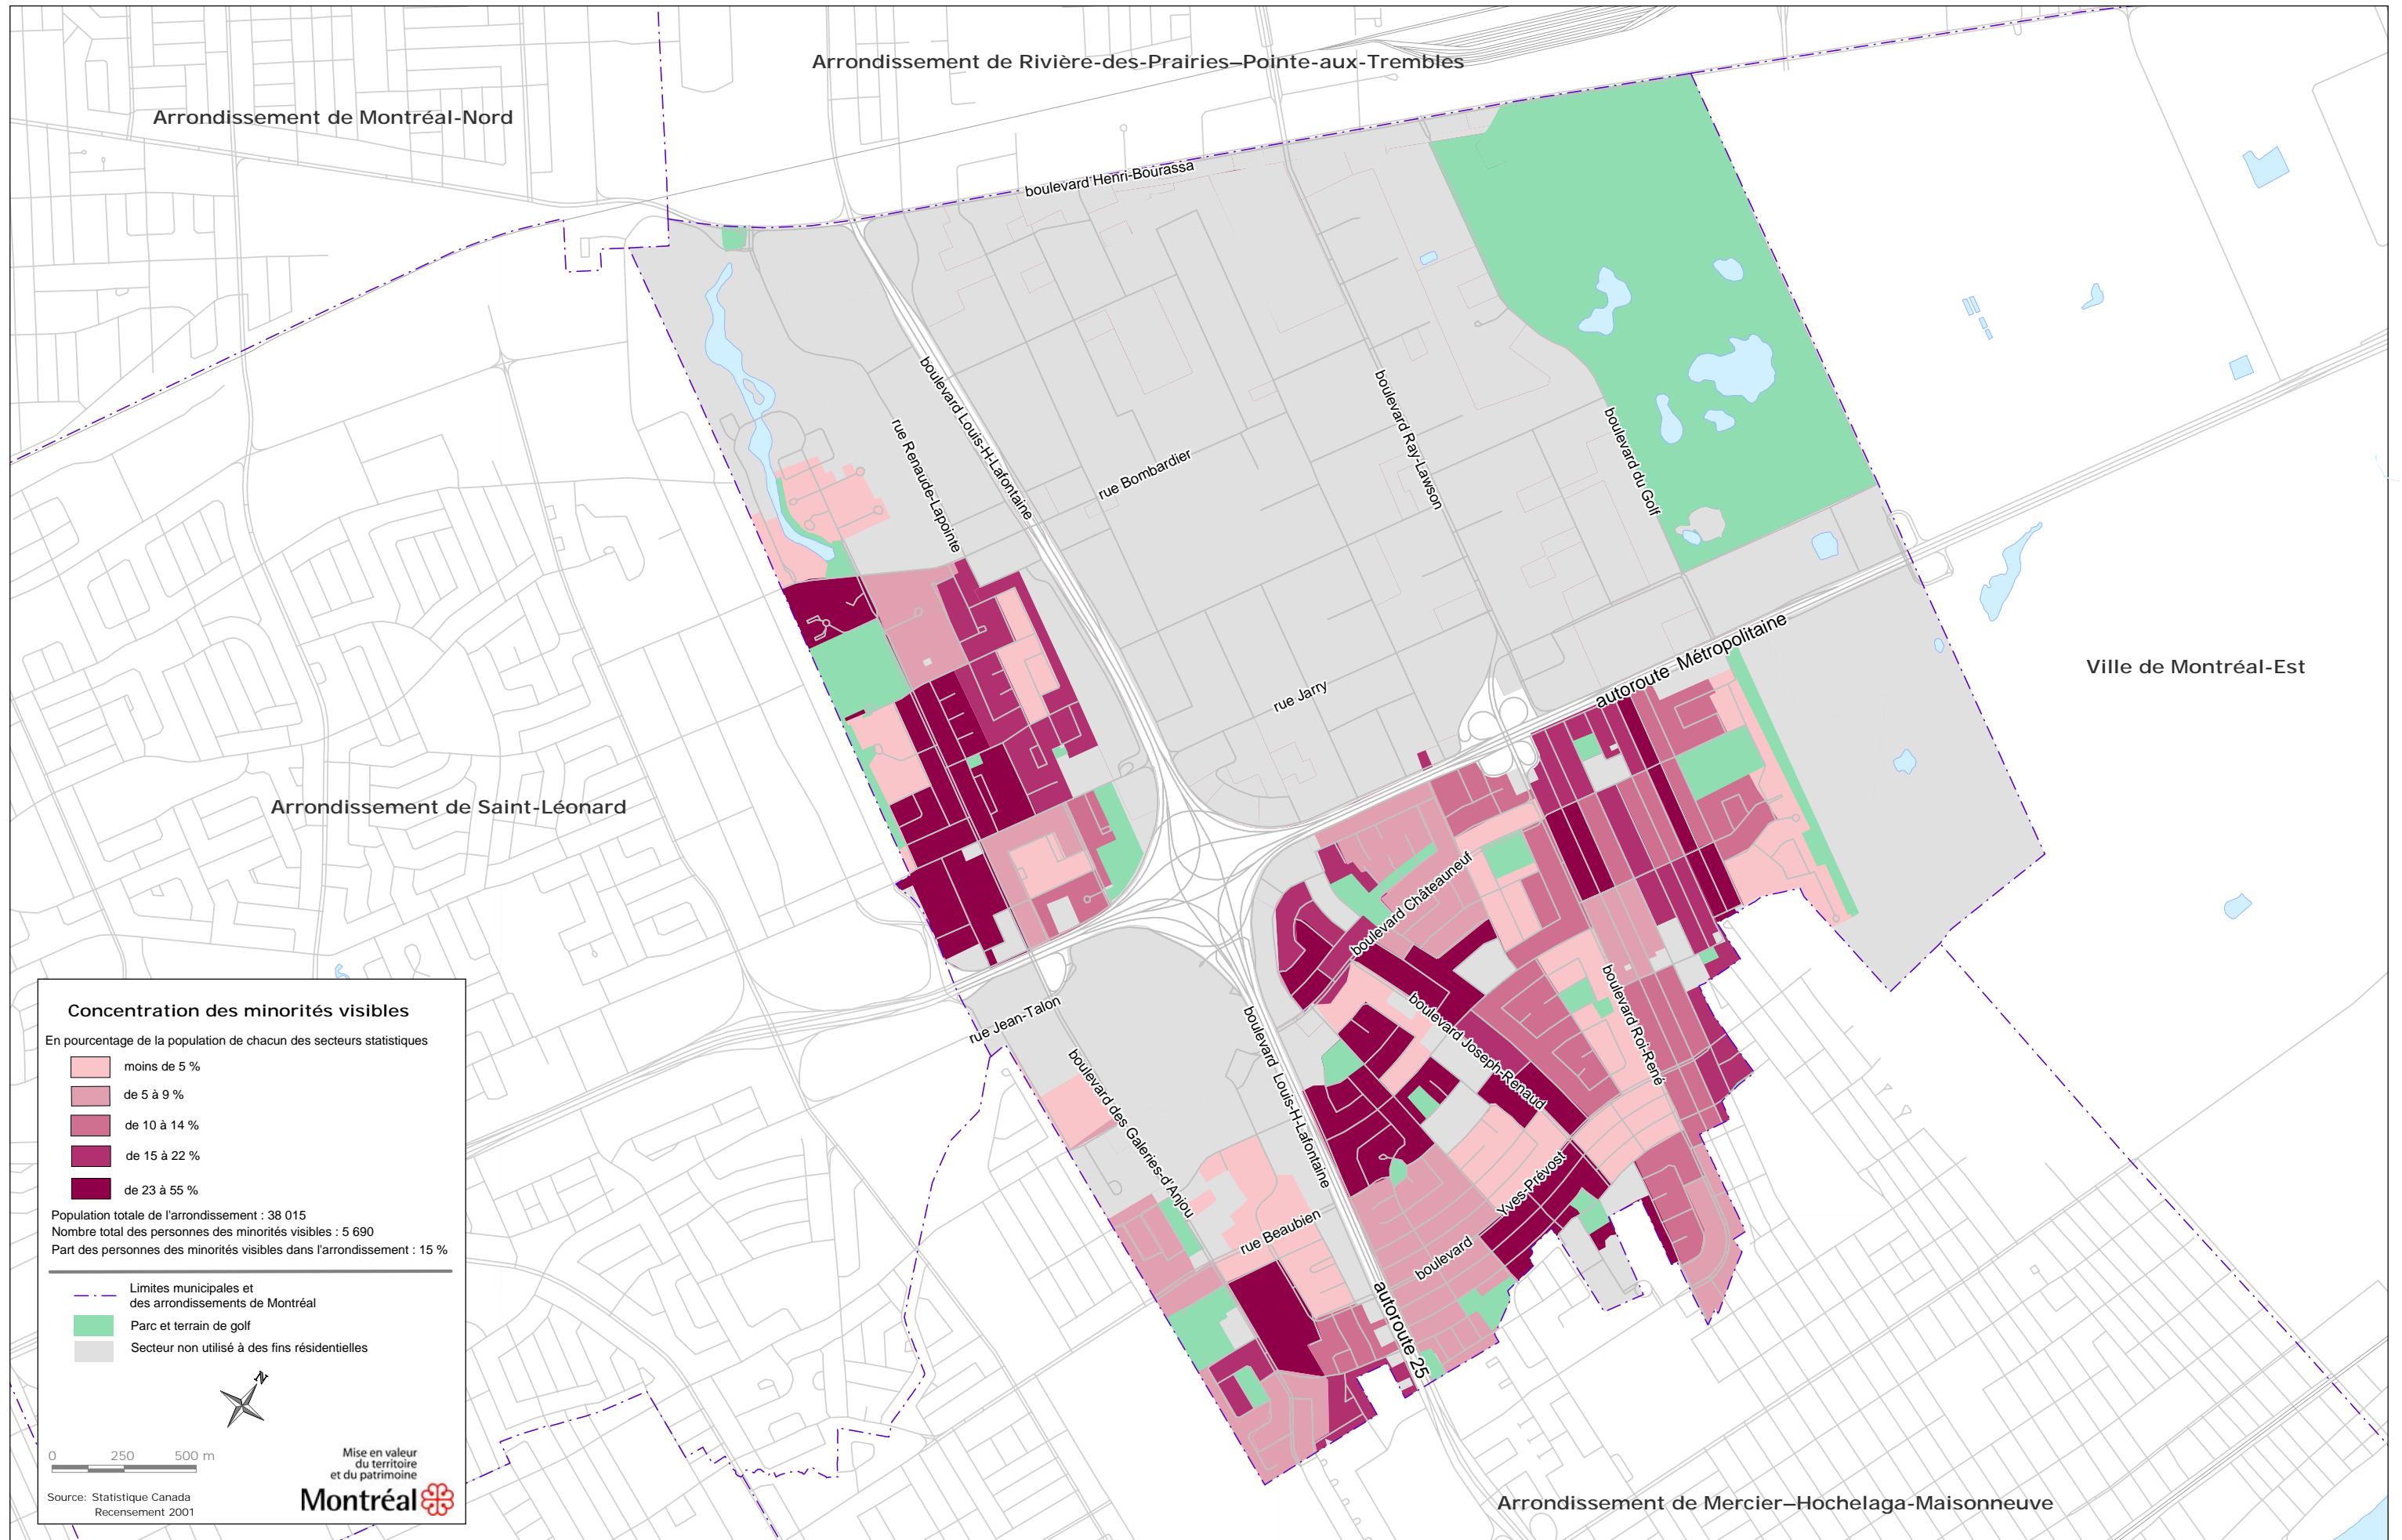 Arrondissement de Rivière-des-Prairies–Pointe-aux-Trembles
Arrondissement de Montréal-Nord
boulevard Henri-Bourassa
boulevard Louis-H-Lafontaine
rue Renaude-Lapointe
rue Bombardier
boulevard Ray-Lawson
boulevard du Golf
autoroute Métropolitaine
rue Jarry
Ville de Montréal-Est
Arrondissement de Saint-Léonard
boulevard Châteauneuf
boulevard Joseph-Renaud
boulevard Roi-René
rue Jean-Talon
boulevard des Galeries-d'Anjou
boulevard Louis-H-Lafontaine
rue Beaubien
boulevard Yves-Prévost
autoroute 25
Arrondissement de Mercier–Hochelaga-Maisonneuve
Concentration des minorités visibles
En pourcentage de la population de chacun des secteurs statistiques
moins de 5 %
de 5 à 9 %
de 10 à 14 %
de 15 à 22 %
de 23 à 55 %
Population totale de l'arrondissement : 38 015
Nombre total des personnes des minorités visibles : 5 690
Part des personnes des minorités visibles dans l'arrondissement : 15 %
Limites municipales et
des arrondissements de Montréal
Parc et terrain de golf
Secteur non utilisé à des fins résidentielles
N
0 250 500 m
Mise en valeur
du territoire
et du patrimoine
Montréal
Source: Statistique Canada
Recensement 2001